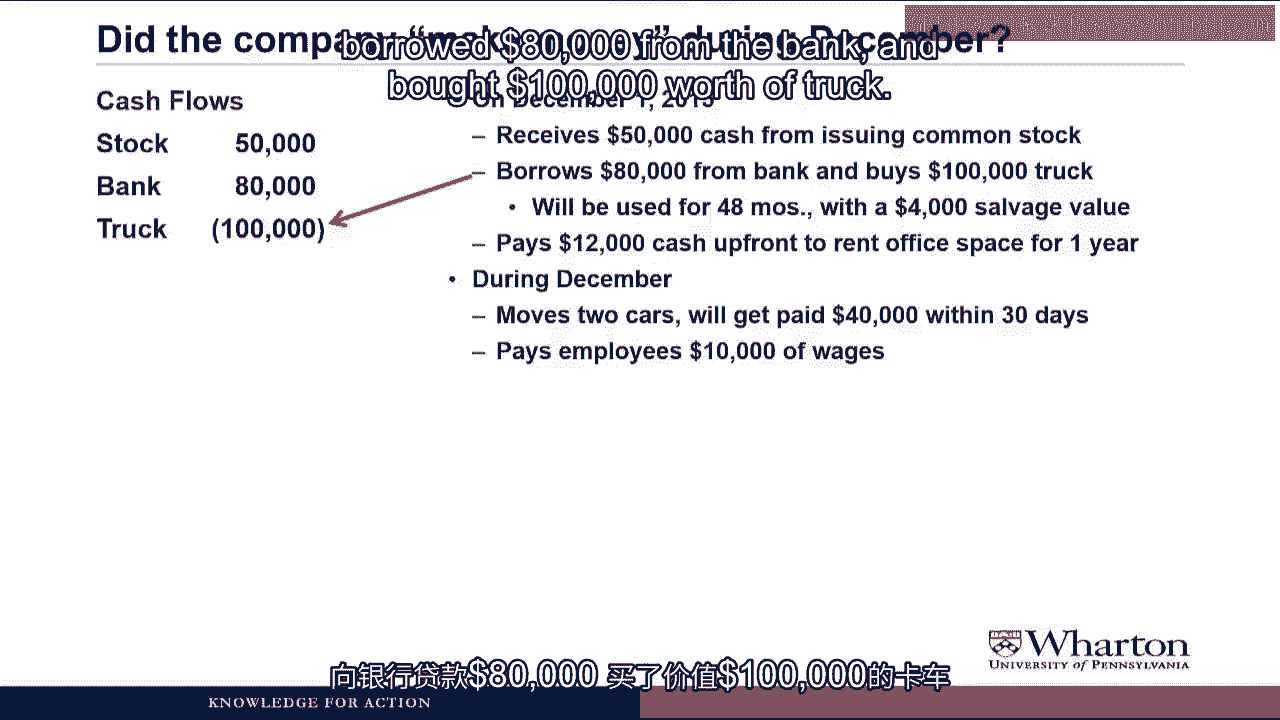 Did the company "make money" during December?
borrowed $80,000 from the bank, and
bought $100,000 worth of truck.
Cash Flows
Stock 50,000
Bank 80,000
Truck (100,000)
On December 1, 2015
– Receives $50,000 cash from issuing common stock
– Borrows $80,000 from bank and buys $100,000 truck
• Will be used for 48 mos., with a $4,000 salvage value
– Pays $12,000 cash upfront to rent office space for 1 year
• During December
– Moves two cars, will get paid $40,000 within 30 days
– Pays employees $10,000 of wages
Wharton
UNIVERSITY of PENNSYLVANIA
向银行贷款$80,000 买了价值$100,000的卡车
KNOWLEDGE FOR ACTION